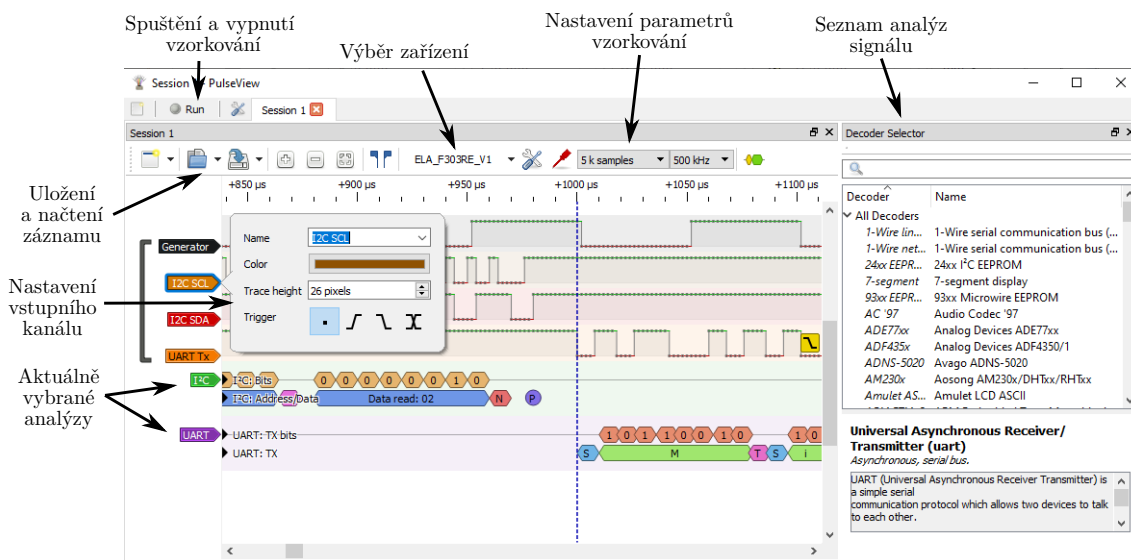 Spuštění a vypnutí
vzorkování
Výběr zařízení
Nastavení parametrů
vzorkování
Seznam analýz
signálu
Session
PulseView
Run
Session 1
Session 1
Decoder Selector
ELA_F303RE_V1
5 k samples
500 kHz
Uložení
a načtení
záznamu
+850 µs
+900 µs
+950 µs
+1000 µs
+1050 µs
+1100 µs
Decoder
Name
All Decoders
1-Wire lin... 1-Wire serial communication bus (...
1-Wire net... 1-Wire serial communication bus (...
24xx EEPR... 24xx I²C EEPROM
7-segment 7-segment display
93xx EEPR... 93xx Microwire EEPROM
AC '97 Audio Codec '97
ADE77xx Analog Devices ADE77xx
ADF435x Analog Devices ADF4350/1
ADNS-5020 Avago ADNS-5020
AM230x Aosong AM230x/DHTxx/RHTxx
Amulet AS... Amulet LCD ASCII
Nastavení
vstupního
kanálu
Generator
I2C SCL
I2C SDA
UART Tx
Name I2C SCL
Color
Trace height 26 pixels
Trigger
Aktuálně
vybrané
analýzy
I²C
I²C: Bits
0 0 0 0 0 0 1 0
I²C: Address/Data
Data read: 02
N
P
UART
UART: TX bits
1 0 1 1 0 0 1 0
1 0
UART: TX
S M T S i
Universal Asynchronous Receiver/
Transmitter (uart)
Asynchronous, serial bus.
UART (Universal Asynchronous Receiver Transmitter) is
a simple serial
communication protocol which allows two devices to talk
to each other.